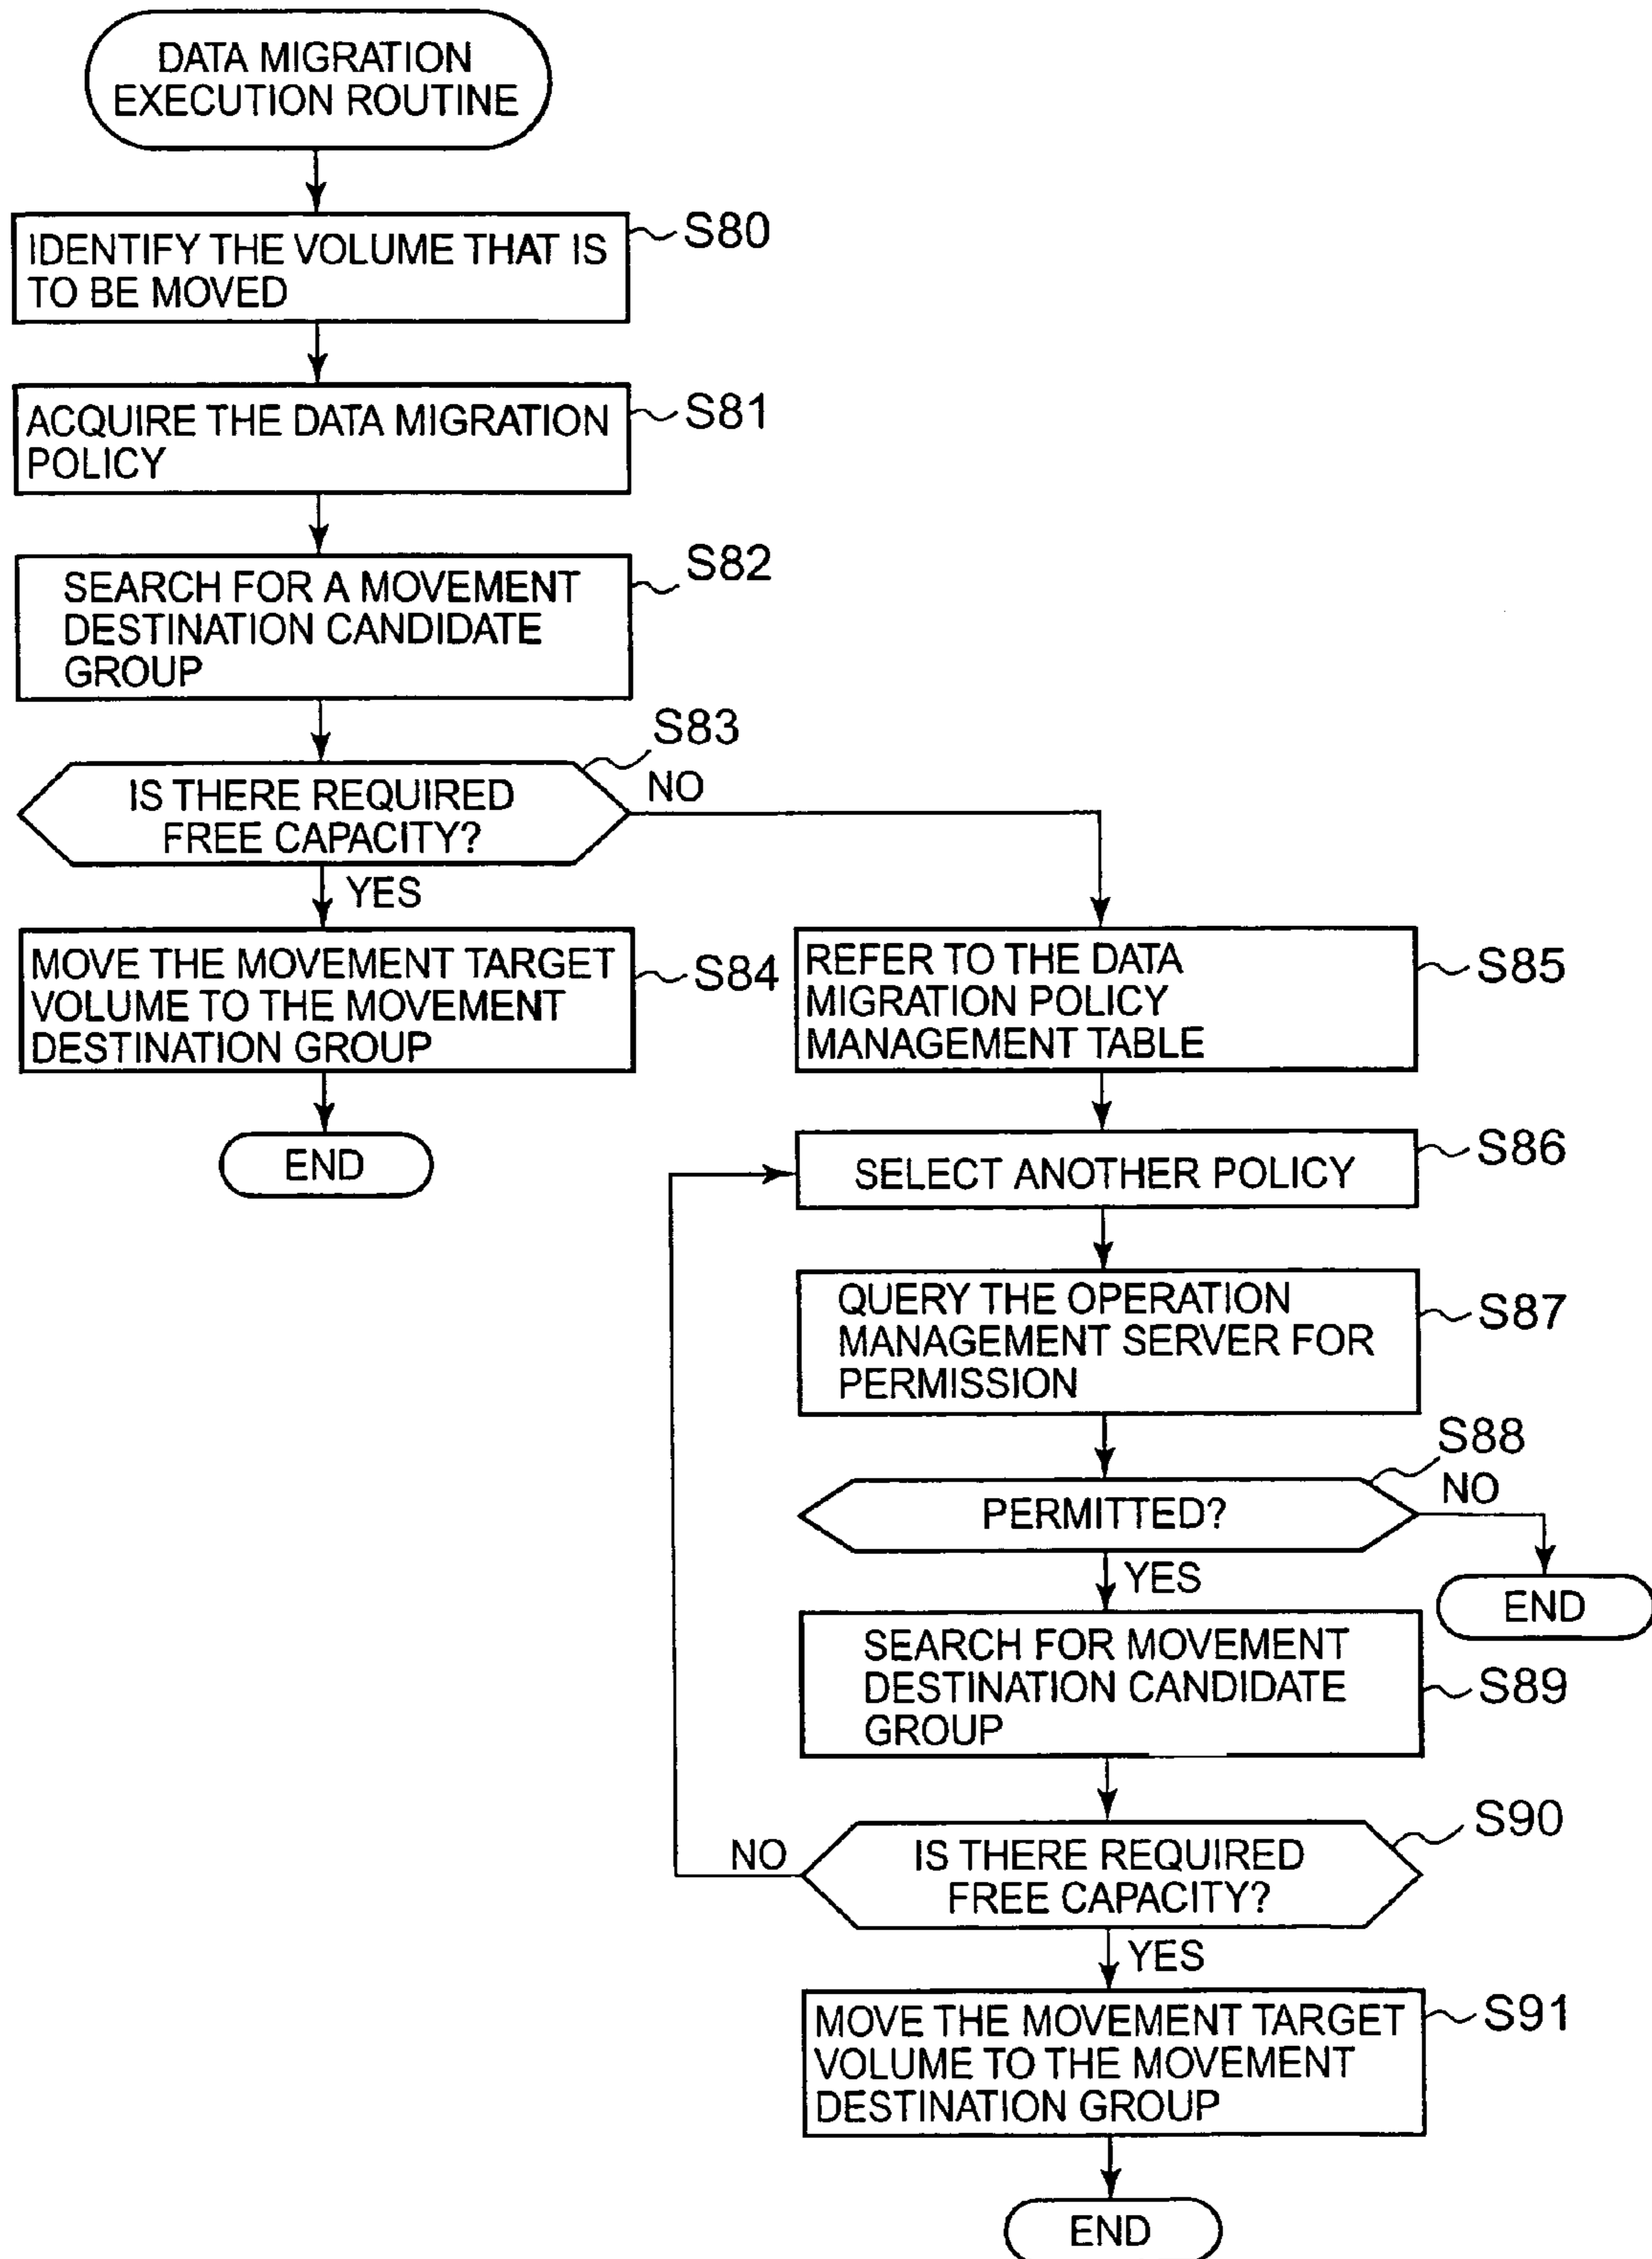 DATA MIGRATION
EXECUTION ROUTINE
IDENTIFY THE VOLUME THAT IS
TO BE MOVED
S80
ACQUIRE THE DATA MIGRATION
POLICY
S81
SEARCH FOR A MOVEMENT
DESTINATION CANDIDATE
GROUP
S82
IS THERE REQUIRED
FREE CAPACITY?
S83
NO
YES
MOVE THE MOVEMENT TARGET
VOLUME TO THE MOVEMENT
DESTINATION GROUP
S84
END
REFER TO THE DATA
MIGRATION POLICY
MANAGEMENT TABLE
S85
SELECT ANOTHER POLICY
S86
QUERY THE OPERATION
MANAGEMENT SERVER FOR
PERMISSION
S87
PERMITTED?
S88
NO
END
YES
SEARCH FOR MOVEMENT
DESTINATION CANDIDATE
GROUP
S89
IS THERE REQUIRED
FREE CAPACITY?
S90
NO
YES
MOVE THE MOVEMENT TARGET
VOLUME TO THE MOVEMENT
DESTINATION GROUP
S91
END